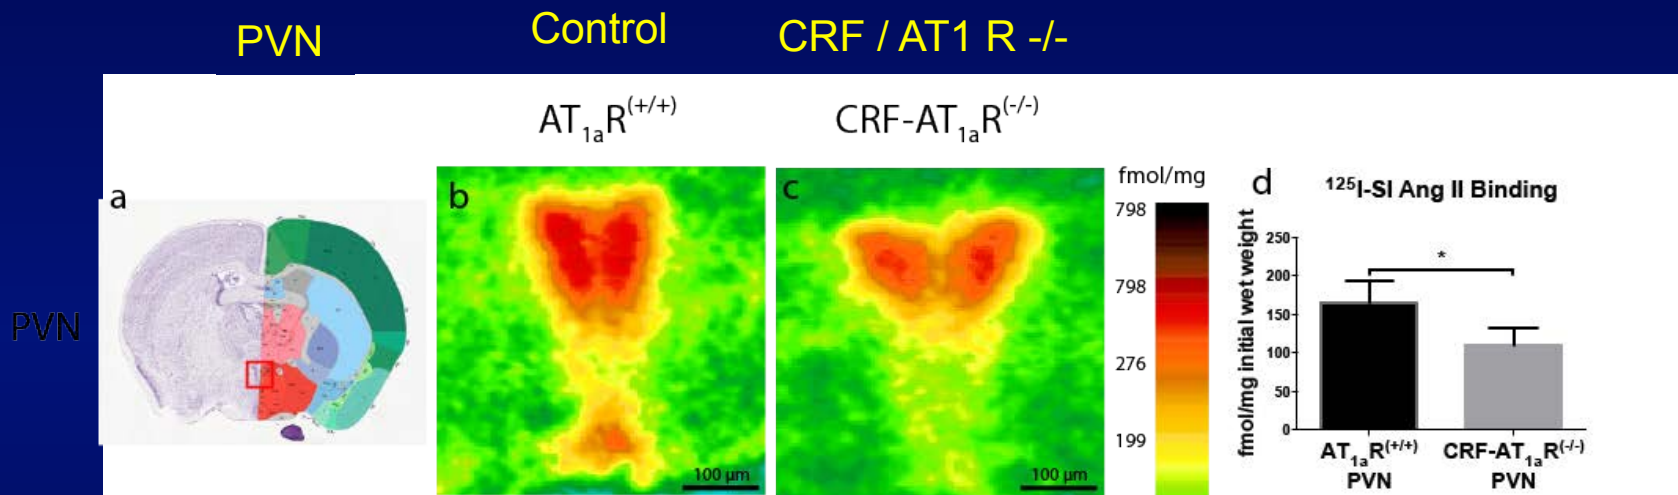 PVN
Control
CRF / AT1 R -/-
AT1aR(+/+)
CRF-AT1aR(-/-)
PVN
a
b
100 µm
c
100 µm
fmol/mg
798
798
276
199
d
125I-SI Ang II Binding
fmol/mg initial wet weight
250
200
150
100
50
0
*
AT1aR(+/+)
PVN
CRF-AT1aR(-/-)
PVN